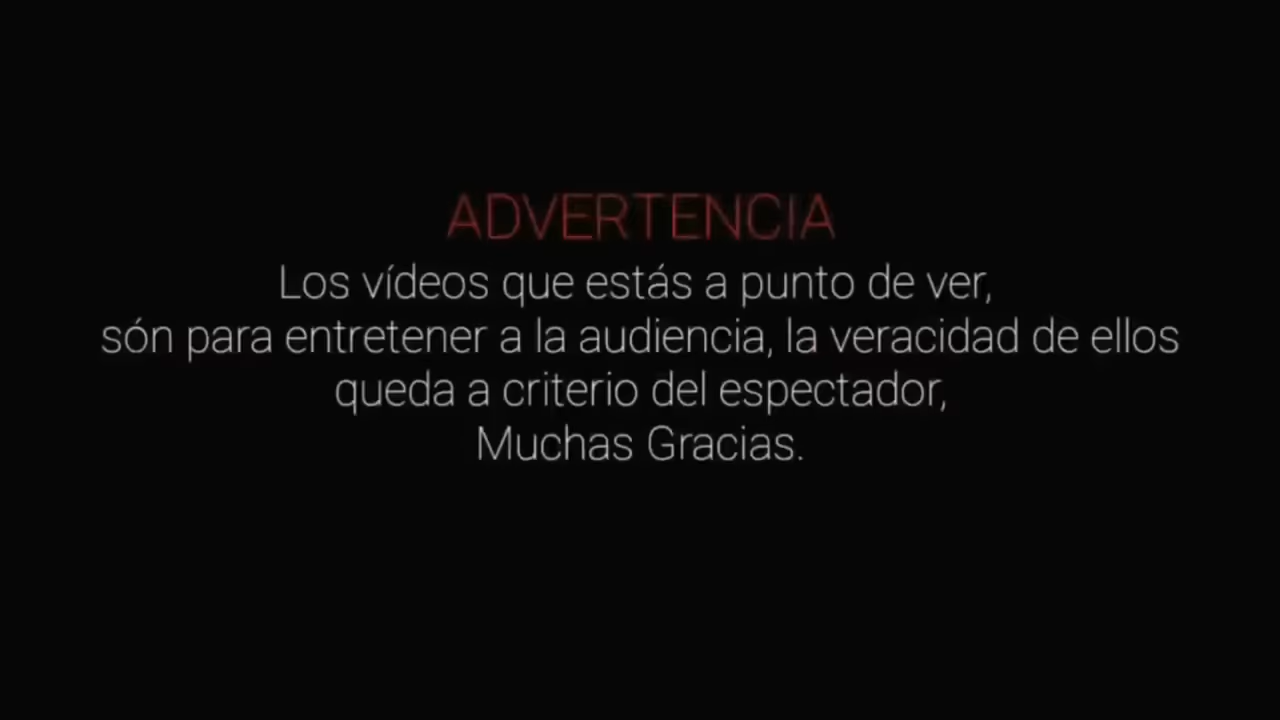 ADVERTENCIA
Los vídeos que estás a punto de ver,
són para entretener a la audiencia, la veracidad de ellos
queda a criterio del espectador,
Muchas Gracias.